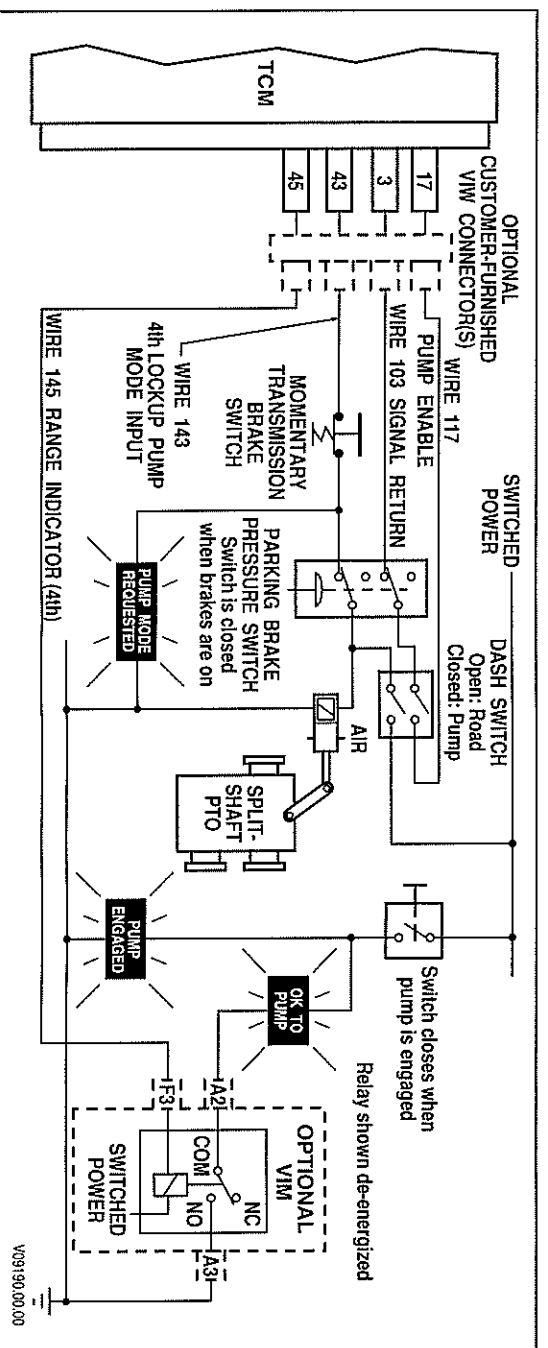 TCM
OPTIONAL
CUSTOMER-FURNISHED
VIW CONNECTOR(S)
17
3
43
45
WIRE 117
PUMP ENABLE
WIRE 103 SIGNAL RETURN
WIRE 143
4th LOCKUP PUMP
MODE INPUT
WIRE 145 RANGE INDICATOR (4th)
MOMENTARY
TRANSMISSION
BRAKE
SWITCH
SWITCHED
POWER
DASH SWITCH
Open: Road
Closed: Pump
PARKING BRAKE
PRESSURE SWITCH
Switch is closed
when brakes are on
PUMP MODE
REQUESTED
AIR
SPLIT-
SHAFT
PTO
Switch closes when
pump is engaged
PUMP
ENGAGED
OK TO
PUMP
Relay shown de-energized
A2
F3
OPTIONAL
VIM
COM
NC
NO
SWITCHED
POWER
A3
V09190.00.00